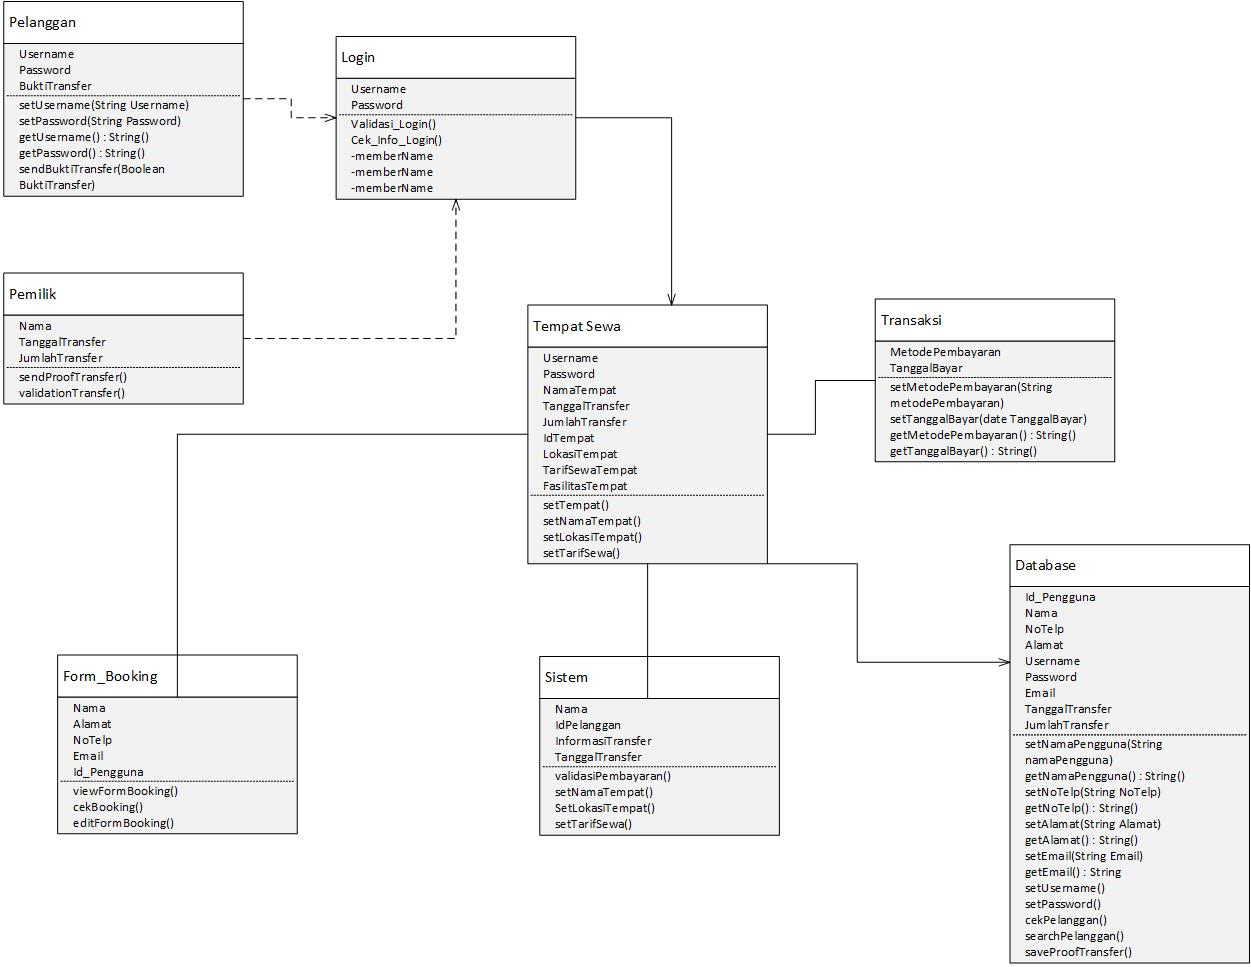 Pelanggan
Username
Password
BuktiTransfer
setUsername(String Username)
setPassword(String Password)
getUsername() : String()
getPassword() : String()
sendBuktiTransfer(Boolean
BuktiTransfer)
Login
Username
Password
Validasi_Login()
Cek_Info_Login()
-memberName
-memberName
-memberName
Pemilik
Nama
TanggalTransfer
JumlahTransfer
sendProofTransfer()
validationTransfer()
Tempat Sewa
Username
Password
NamaTempat
TanggalTransfer
JumlahTransfer
IdTempat
LokasiTempat
TarifSewaTempat
FasilitasTempat
setTempat()
setNamaTempat()
setLokasiTempat()
setTarifSewa()
Transaksi
MetodePembayaran
TanggalBayar
setMetodePembayaran(String
metodePembayaran)
setTanggalBayar(date TanggalBayar)
getMetodePembayaran() : String()
getTanggalBayar() : String()
Form_Booking
Nama
Alamat
NoTelp
Email
Id_Pengguna
viewFormBooking()
cekBooking()
editFormBooking()
Sistem
Nama
IdPelanggan
InformasiTransfer
TanggalTransfer
validasiPembayaran()
setNamaTempat()
SetLokasiTempat()
setTarifSewa()
Database
Id_Pengguna
Nama
NoTelp
Alamat
Username
Password
Email
TanggalTransfer
JumlahTransfer
setNamaPengguna(String
namaPengguna)
getNamaPengguna() : String()
setNoTelp(String NoTelp)
getNoTelp() : String()
setAlamat(String Alamat)
getAlamat() : String()
setEmail(String Email)
getEmail() : String
setUsername()
setPassword()
cekPelanggan()
searchPelanggan()
saveProofTransfer()